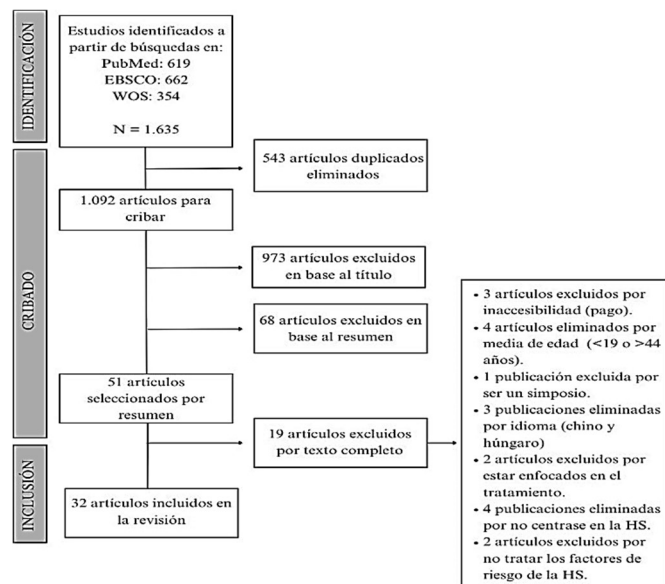 IDENTIFICACIÓN
Estudios identificados a
partir de búsquedas en:
PubMed: 619
EBSCO: 662
WOS: 354
N = 1.635
CRIBADO
543 artículos duplicados
eliminados
1.092 artículos para
cribar
973 artículos excluidos
en base al título
68 artículos excluidos en
base al resumen
51 artículos
seleccionados por
resumen
19 artículos excluidos
por texto completo
• 3 artículos excluidos por
inaccesibilidad (pago).
• 4 artículos eliminados por
media de edad (<19 o >44
años).
• 1 publicación excluida por
ser un simposio.
• 3 publicaciones eliminadas
por idioma (chino y
húngaro)
• 2 artículos excluidos por
estar enfocados en el
tratamiento.
• 4 publicaciones eliminadas
por no centrase en la HS.
• 2 artículos excluidos por
no tratar los factores de
riesgo de la HS.
INCLUSIÓN
32 artículos incluidos en
la revisión